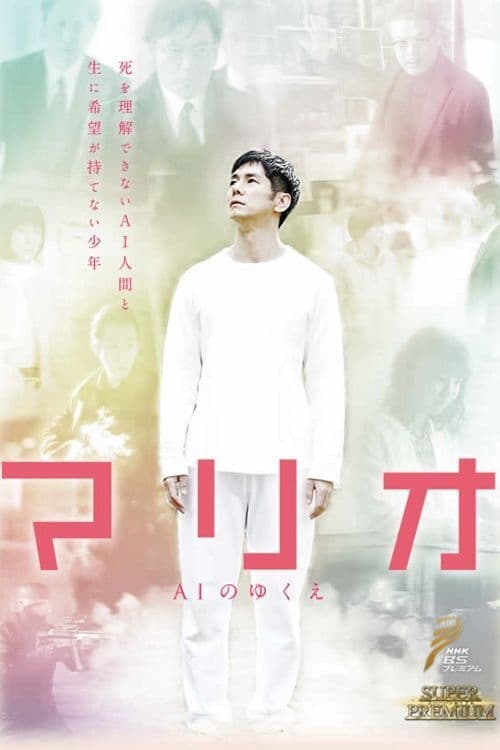 死を理解できないAI人間と
生に希望が持てない少年
マリオ
AIのゆくえ
NHK
BS
プレミアム
SUPER
PREMIUM